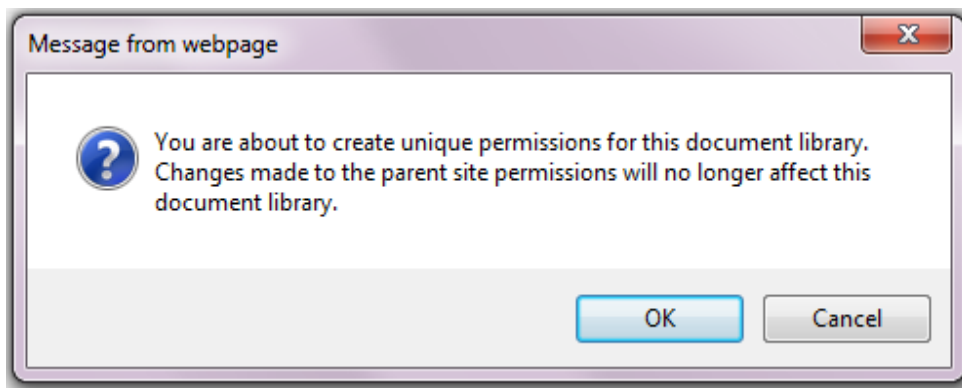 Message from webpage
You are about to create unique permissions for this document library.
Changes made to the parent site permissions will no longer affect this
document library.
OK
Cancel